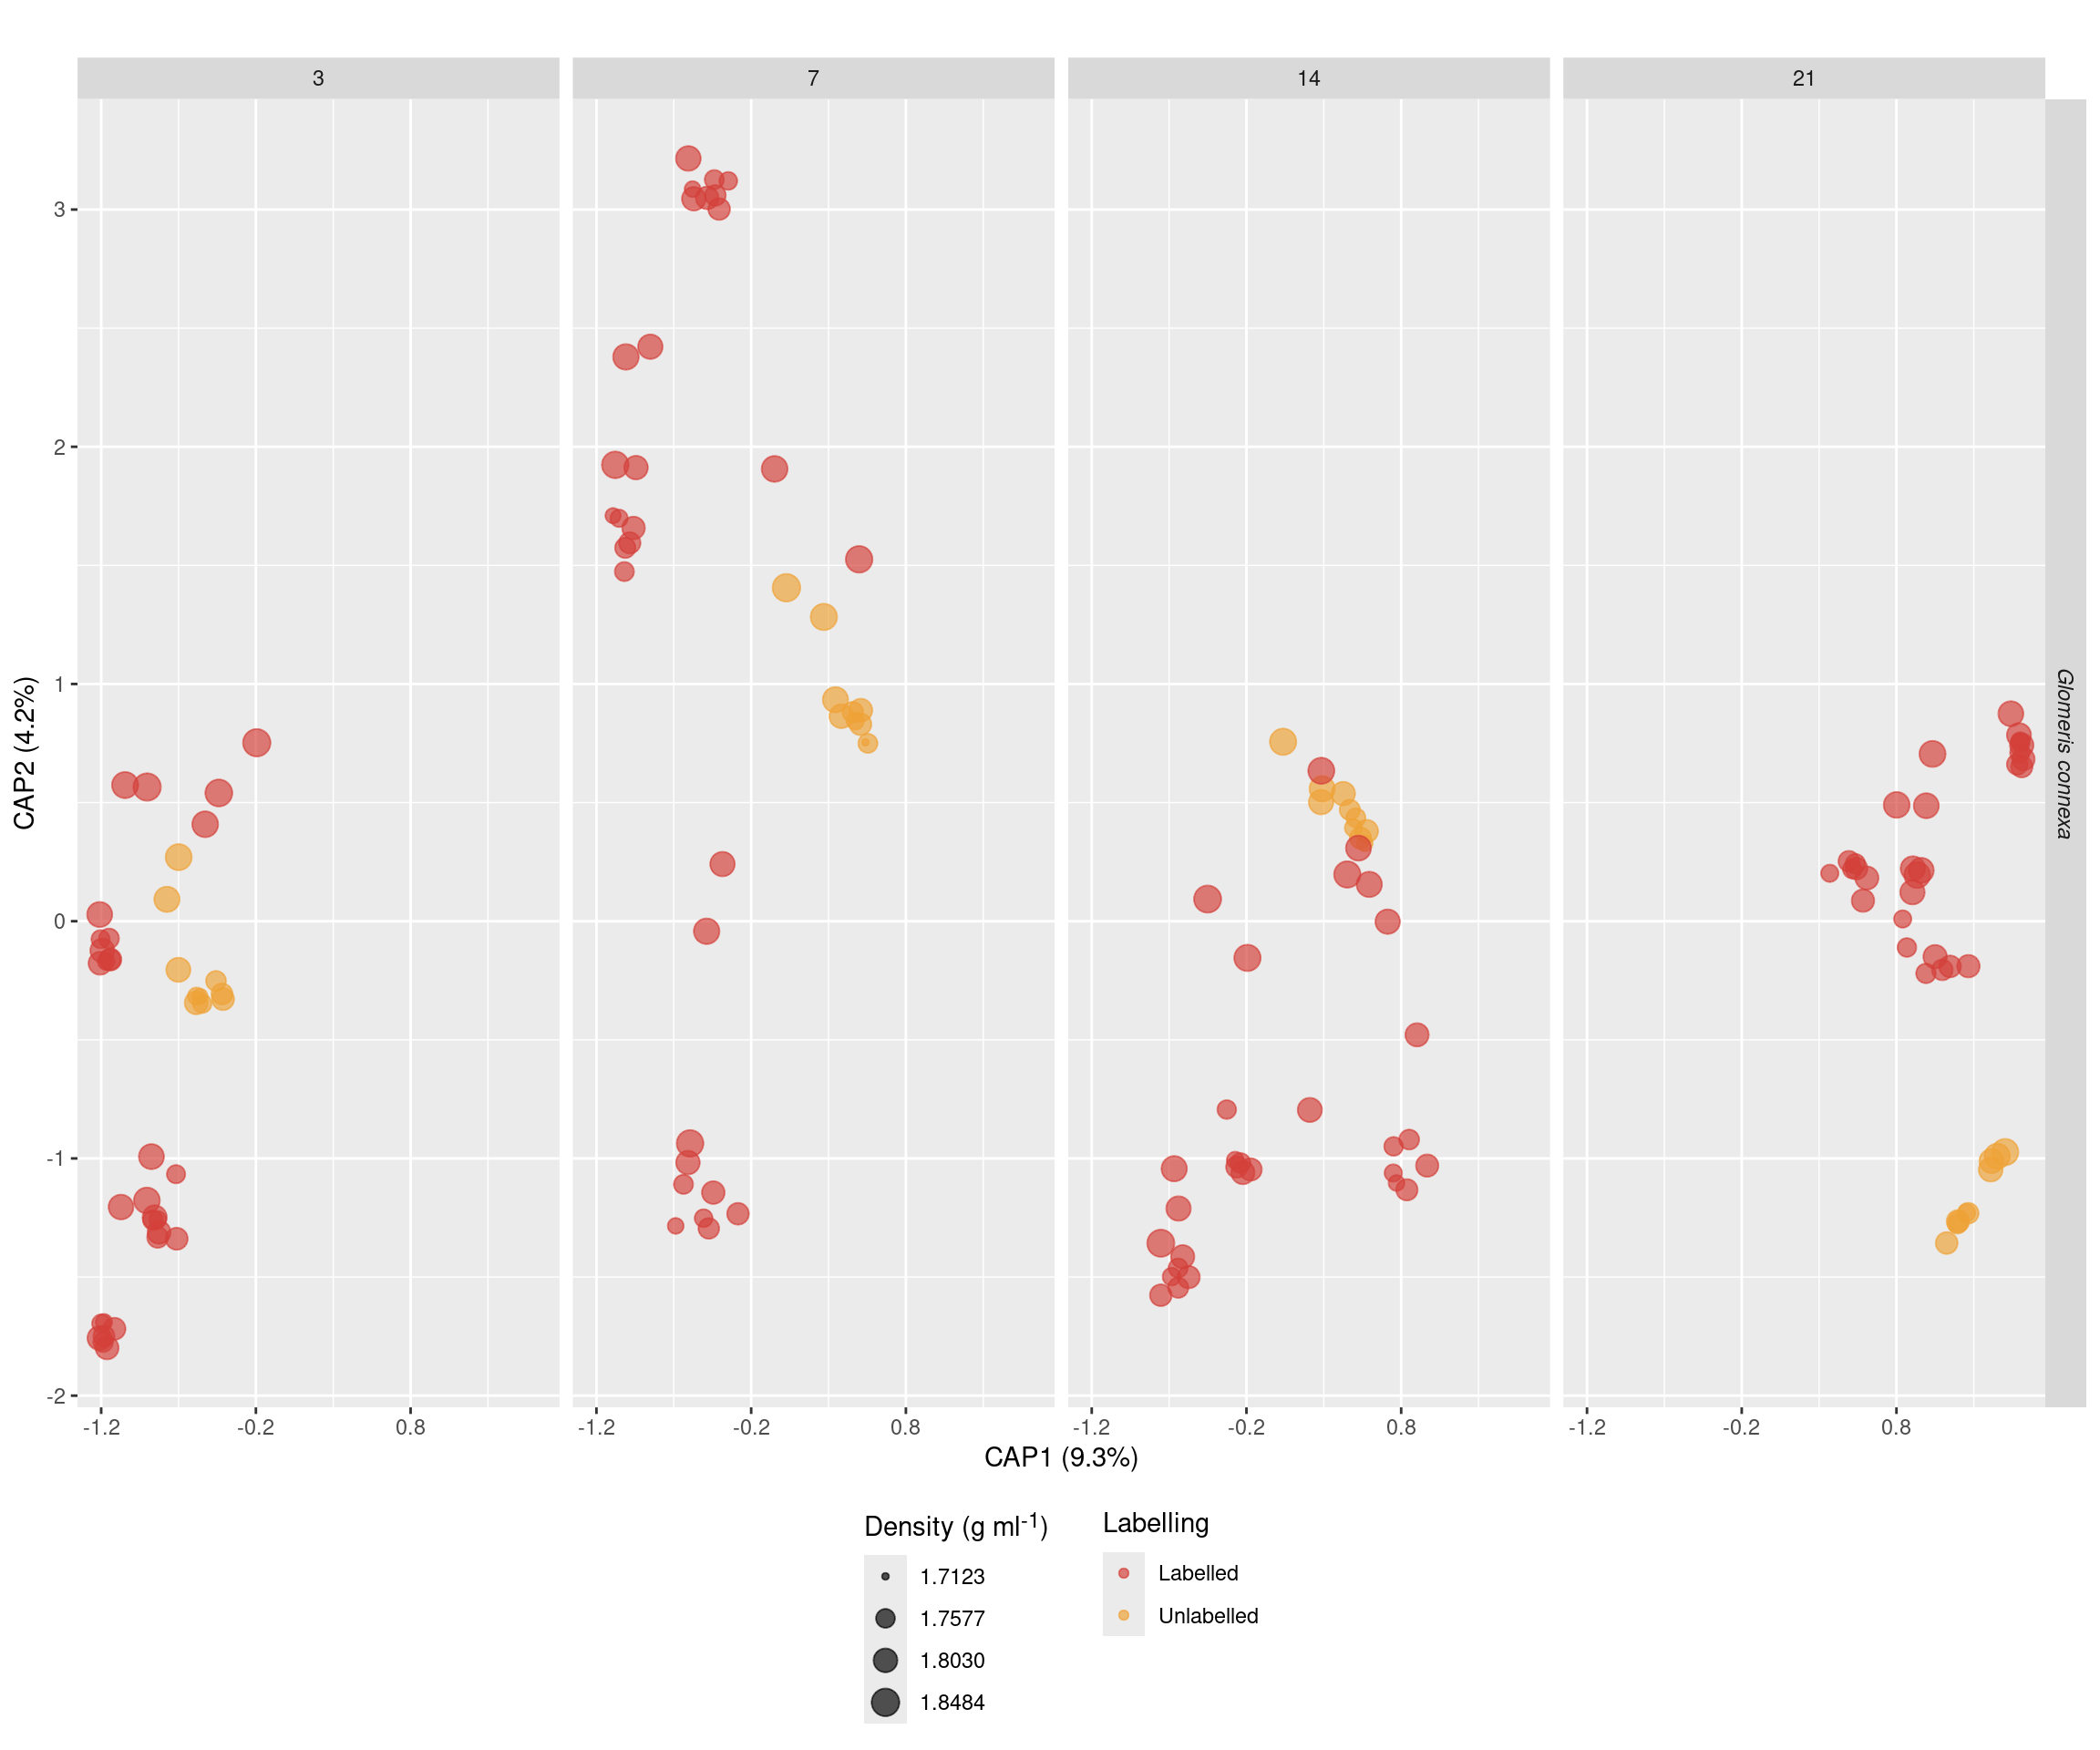 3 7 14 21
3
2
1
0
-1
-2
CAP2 (4.2%)
Glomeris connexa
-1.2 -0.2 0.8 -1.2 -0.2 0.8 -1.2 -0.2 0.8 -1.2 -0.2 0.8
CAP1 (9.3%)
Density (g ml-1)
1.7123
1.7577
1.8030
1.8484
Labelling
Labelled
Unlabelled